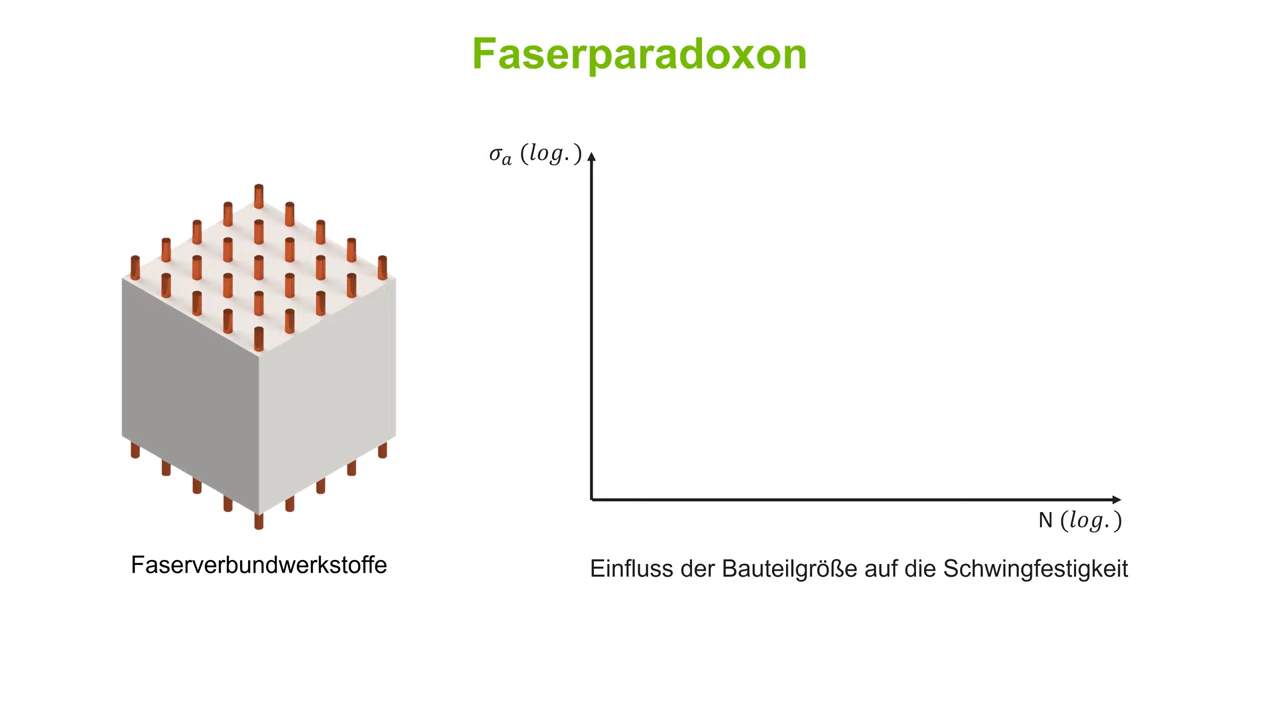 Faserparadoxon
σₐ (log.)
N (log.)
Faserverbundwerkstoffe
Einfluss der Bauteilgröße auf die Schwingfestigkeit